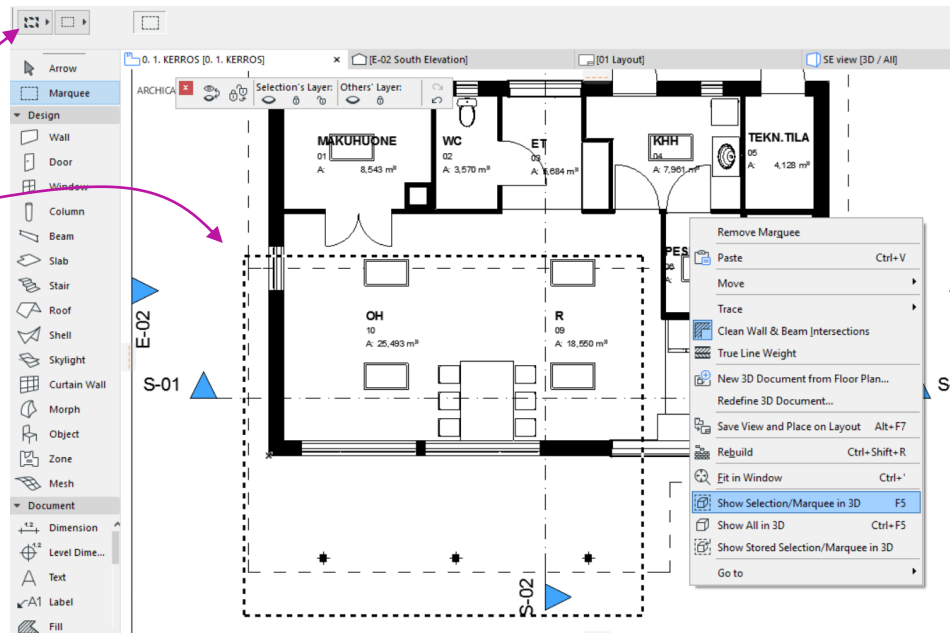 0. 1. KERROS [0. 1. KERROS]
[E-02 South Elevation]
[01 Layout]
SE view [3D / All]
Arrow
Marquee
Design
Wall
Door
Window
Column
Beam
Slab
Stair
Roof
Shell
Skylight
Curtain Wall
Morph
Object
Zone
Mesh
Document
Dimension
Level Dime...
Text
Label
Fill
1.2
1.2
A1
ARCHICA
Selection's Layer:
Others' Layer:
MAKUHUONE
01
A: 8,543 m²
WC
02
A: 3,570 m²
ET
03
A: 5,684 m²
KHH
04
A: 7,961 m²
TEKN.TILA
05
A: 4,128 m²
PES
06
A:
OH
10
A: 25,493 m²
R
09
A: 18,550 m²
E-02
S-01
S-02
S
Remove Marquee
Paste Ctrl+V
Move
Trace
Clean Wall & Beam Intersections
True Line Weight
New 3D Document from Floor Plan...
Redefine 3D Document...
Save View and Place on Layout Alt+F7
Rebuild Ctrl+Shift+R
Fit in Window Ctrl+'
Show Selection/Marquee in 3D F5
Show All in 3D Ctrl+F5
Show Stored Selection/Marquee in 3D
Go to